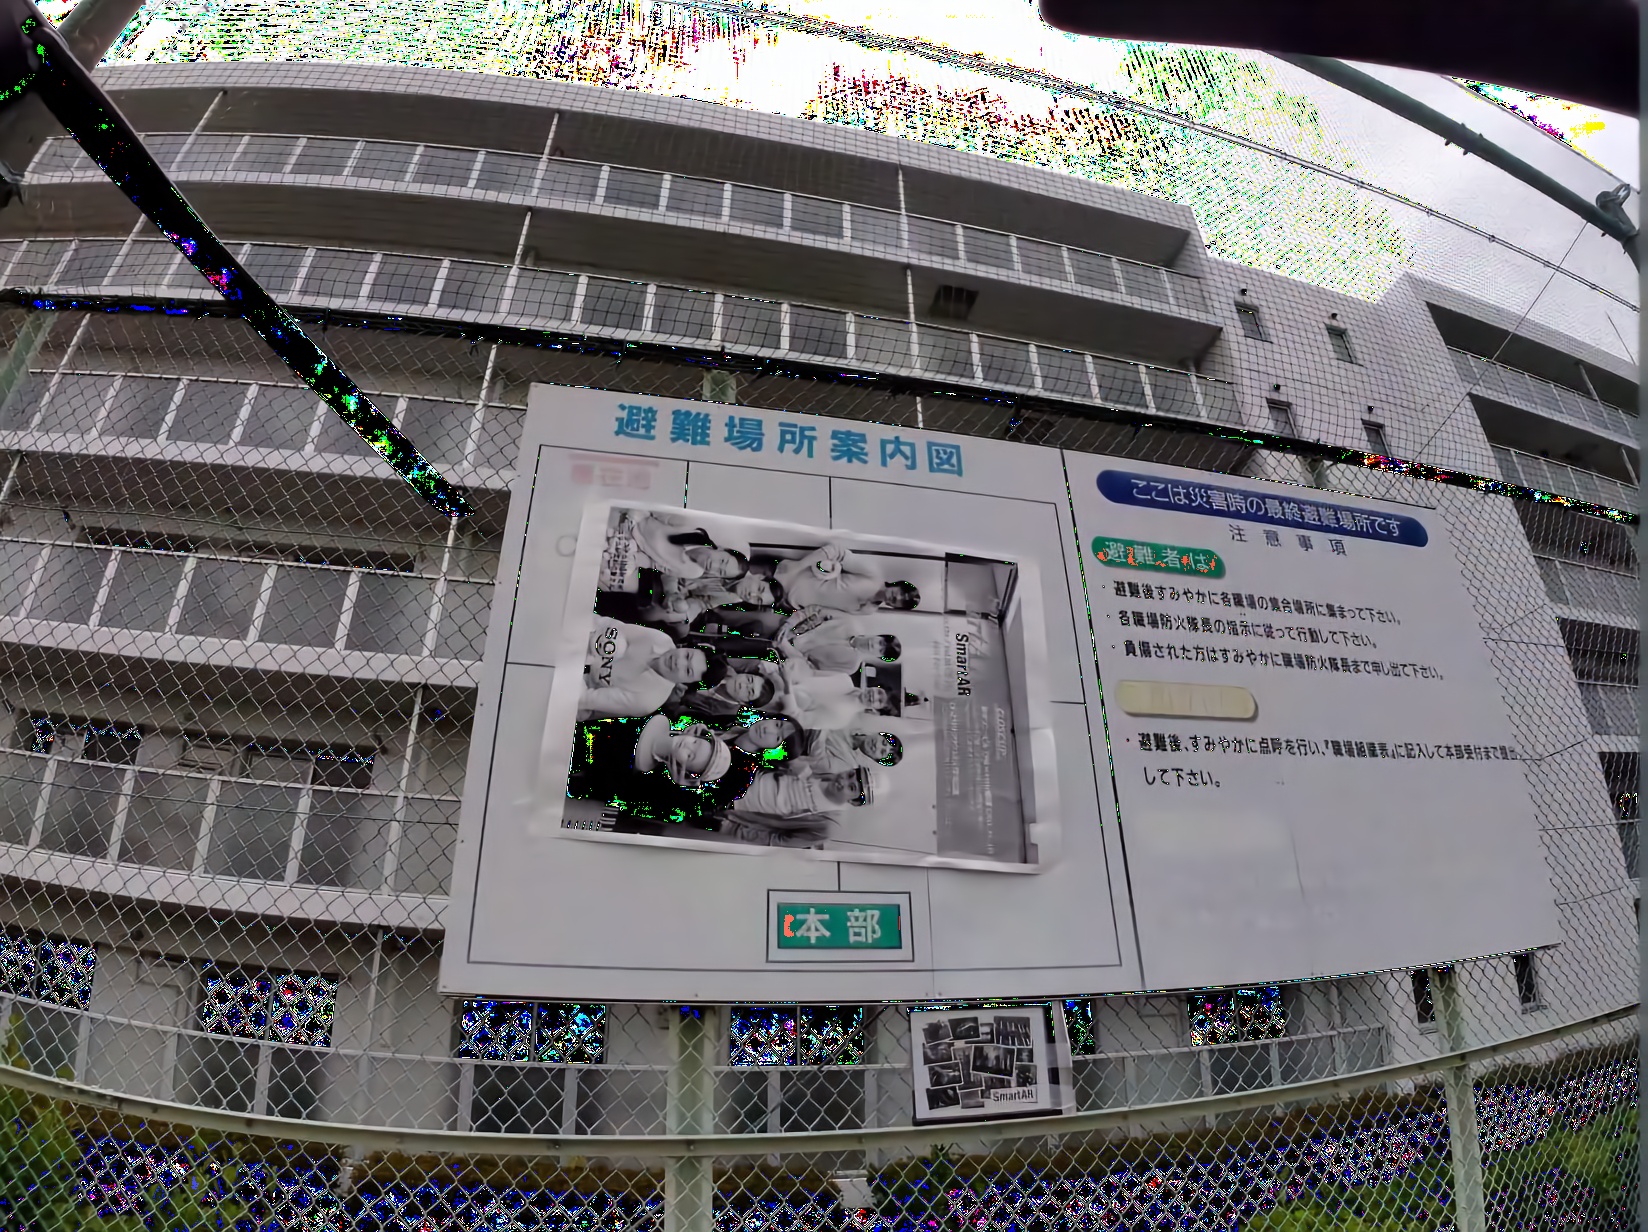 避難場所案内図
ここは災害時の最終避難場所です
注意事項
避難者は
・避難後すみやかに各職場の集合場所に集まって下さい。
・各職場防火隊長の指示に従って行動して下さい。
・負傷された方はすみやかに職場防火隊長まで申し出て下さい。
・避難後、すみやかに点呼を行い、『職場組織表』に記入して本部受付まで提出
して下さい。
SONY
SmartAR
本部
SmartAR